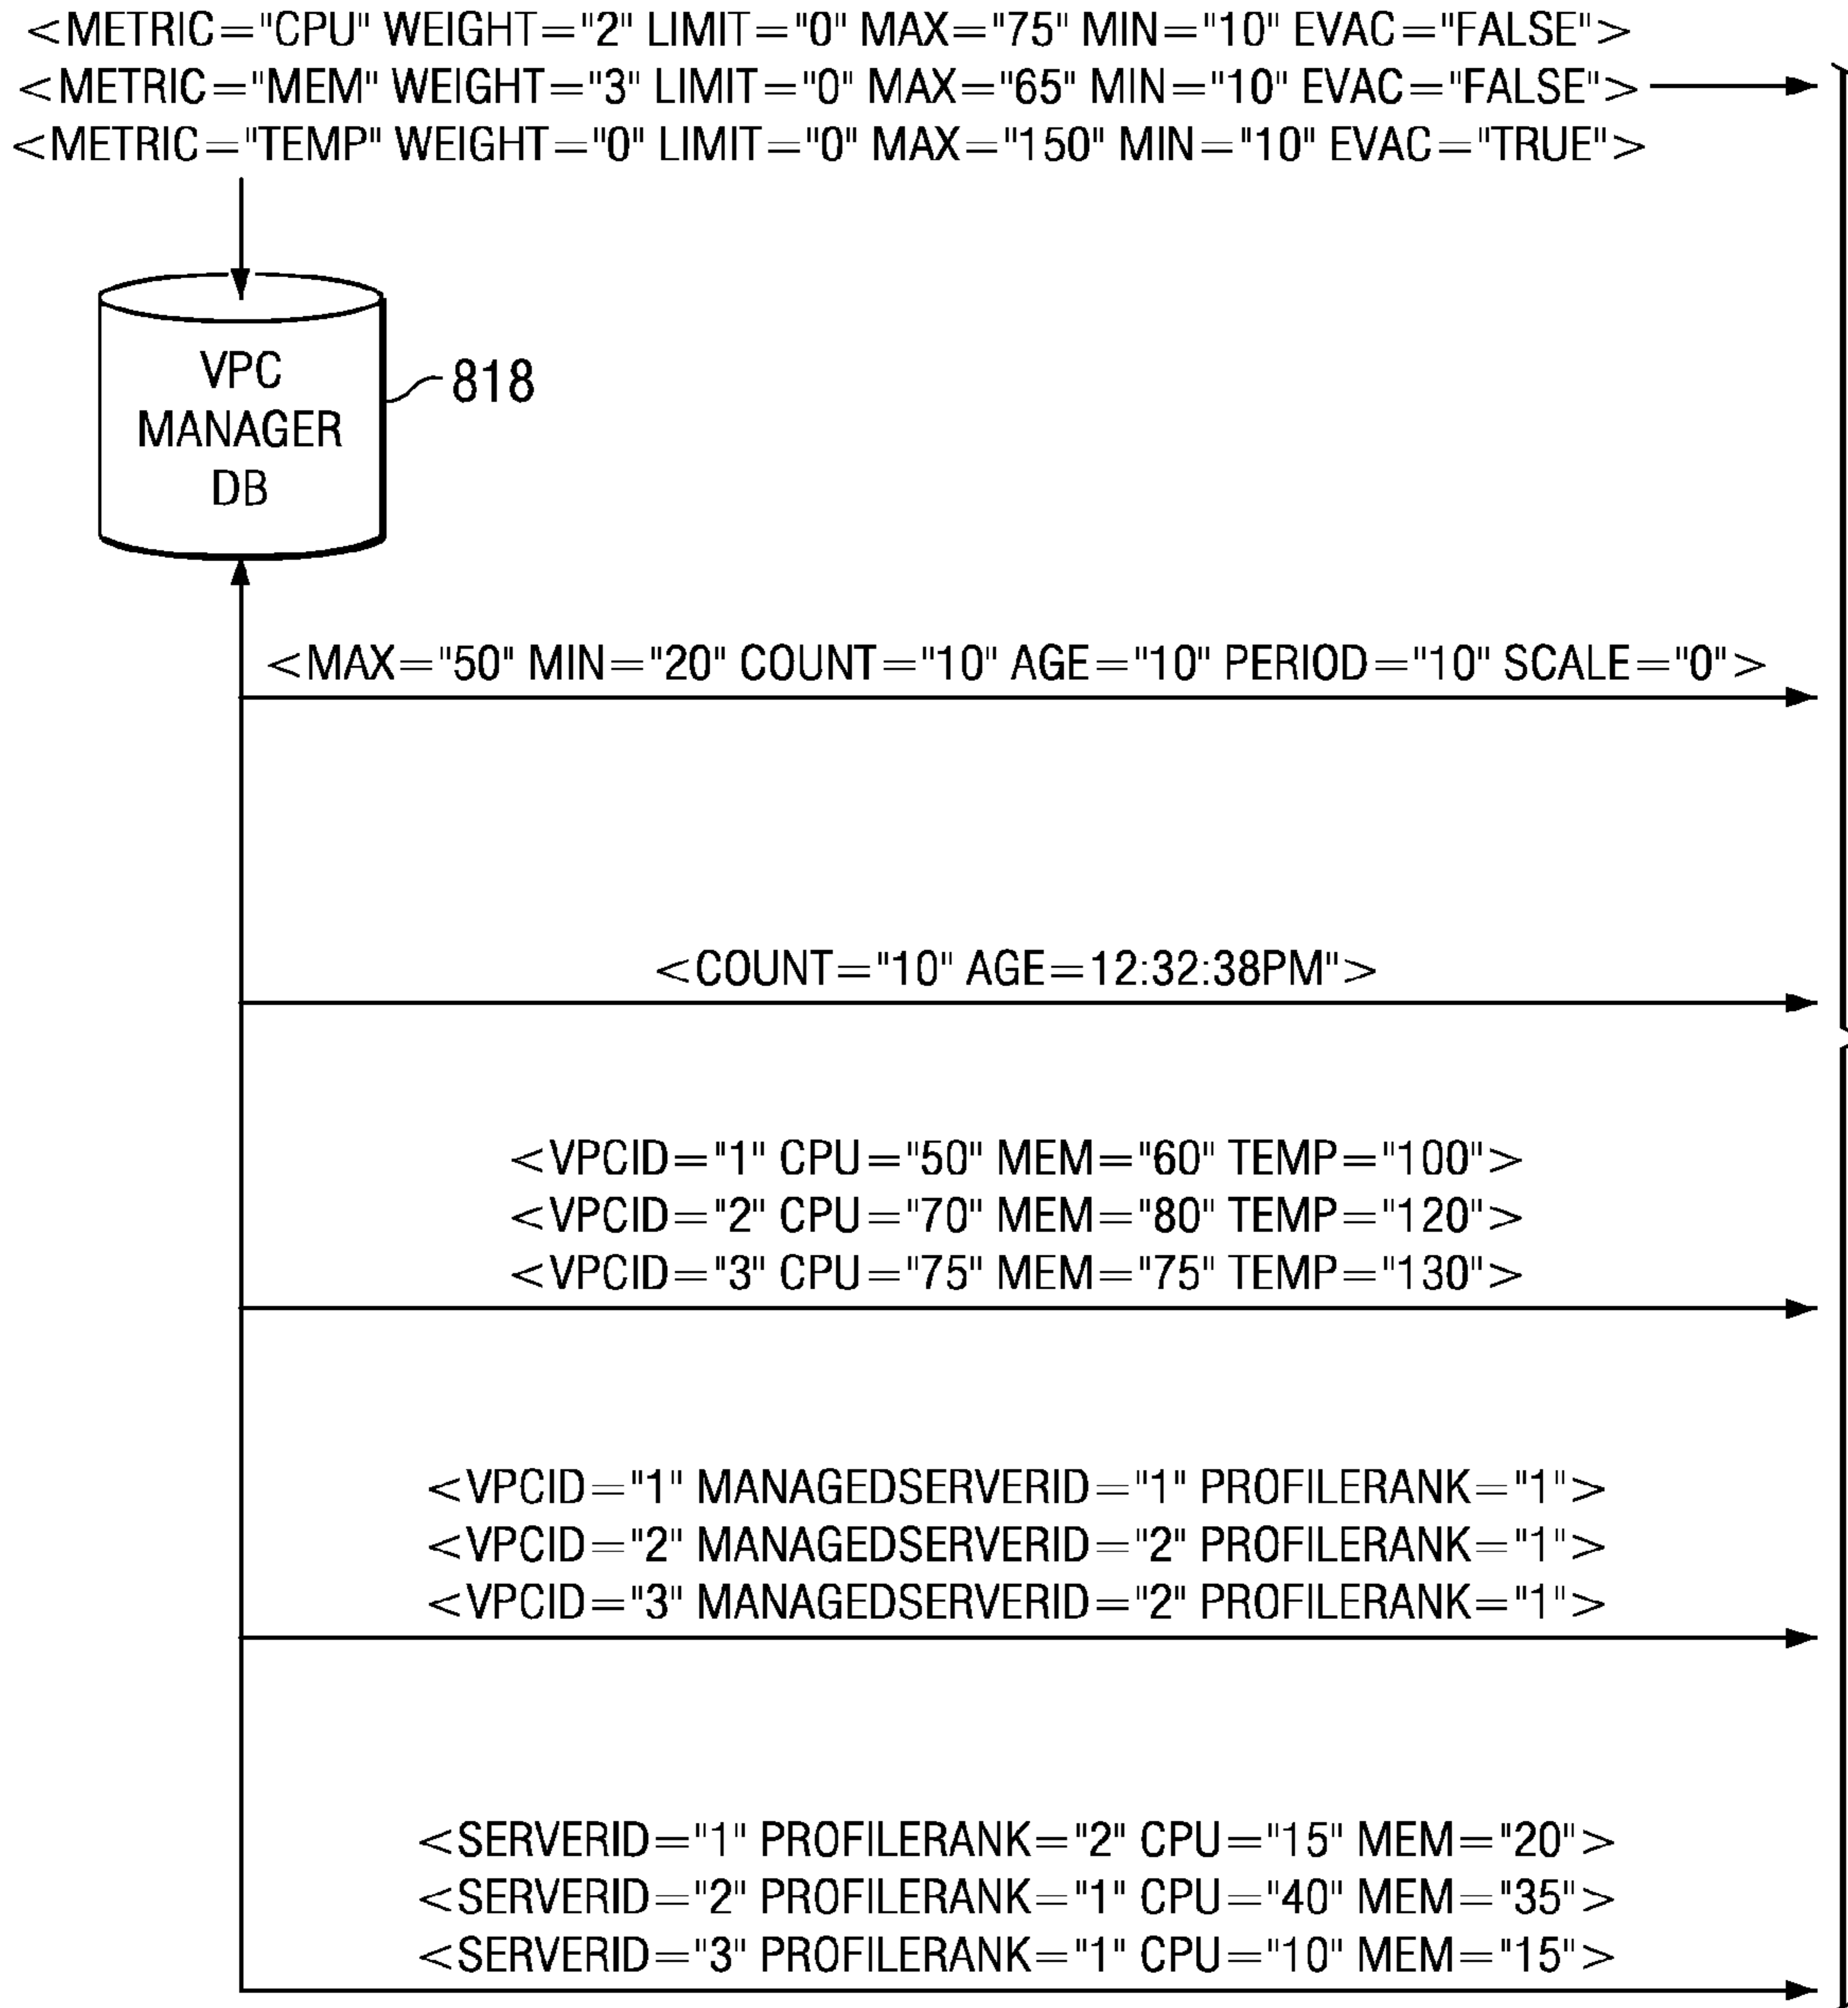 <METRIC="CPU" WEIGHT="2" LIMIT="0" MAX="75" MIN="10" EVAC="FALSE">
<METRIC="MEM" WEIGHT="3" LIMIT="0" MAX="65" MIN="10" EVAC="FALSE">
<METRIC="TEMP" WEIGHT="0" LIMIT="0" MAX="150" MIN="10" EVAC="TRUE">
VPC
MANAGER
DB
818
<MAX="50" MIN="20" COUNT="10" AGE="10" PERIOD="10" SCALE="0">
<COUNT="10" AGE=12:32:38PM">
<VPCID="1" CPU="50" MEM="60" TEMP="100">
<VPCID="2" CPU="70" MEM="80" TEMP="120">
<VPCID="3" CPU="75" MEM="75" TEMP="130">
<VPCID="1" MANAGEDSERVERID="1" PROFILERANK="1">
<VPCID="2" MANAGEDSERVERID="2" PROFILERANK="1">
<VPCID="3" MANAGEDSERVERID="2" PROFILERANK="1">
<SERVERID="1" PROFILERANK="2" CPU="15" MEM="20">
<SERVERID="2" PROFILERANK="1" CPU="40" MEM="35">
<SERVERID="3" PROFILERANK="1" CPU="10" MEM="15">